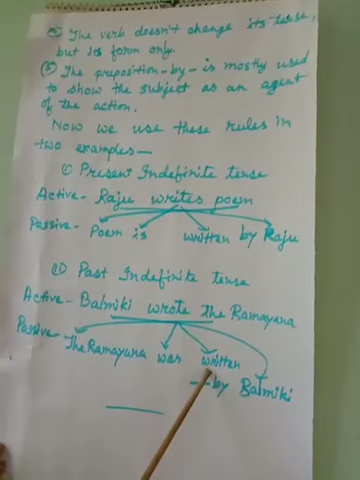 ④ The verb doesn't change its tense,
but its form only.
⑤ The preposition-by-is mostly used
to show the subject as an agent
of the action.
Now we use these rules in
two examples—
① Present Indefinite tense
Active- Raju writes poem
Passive- Poem is written by Raju
② Past Indefinite tense
Active- Balmiki wrote the Ramayana
Passive- The Ramayana was written
--by Balmiki